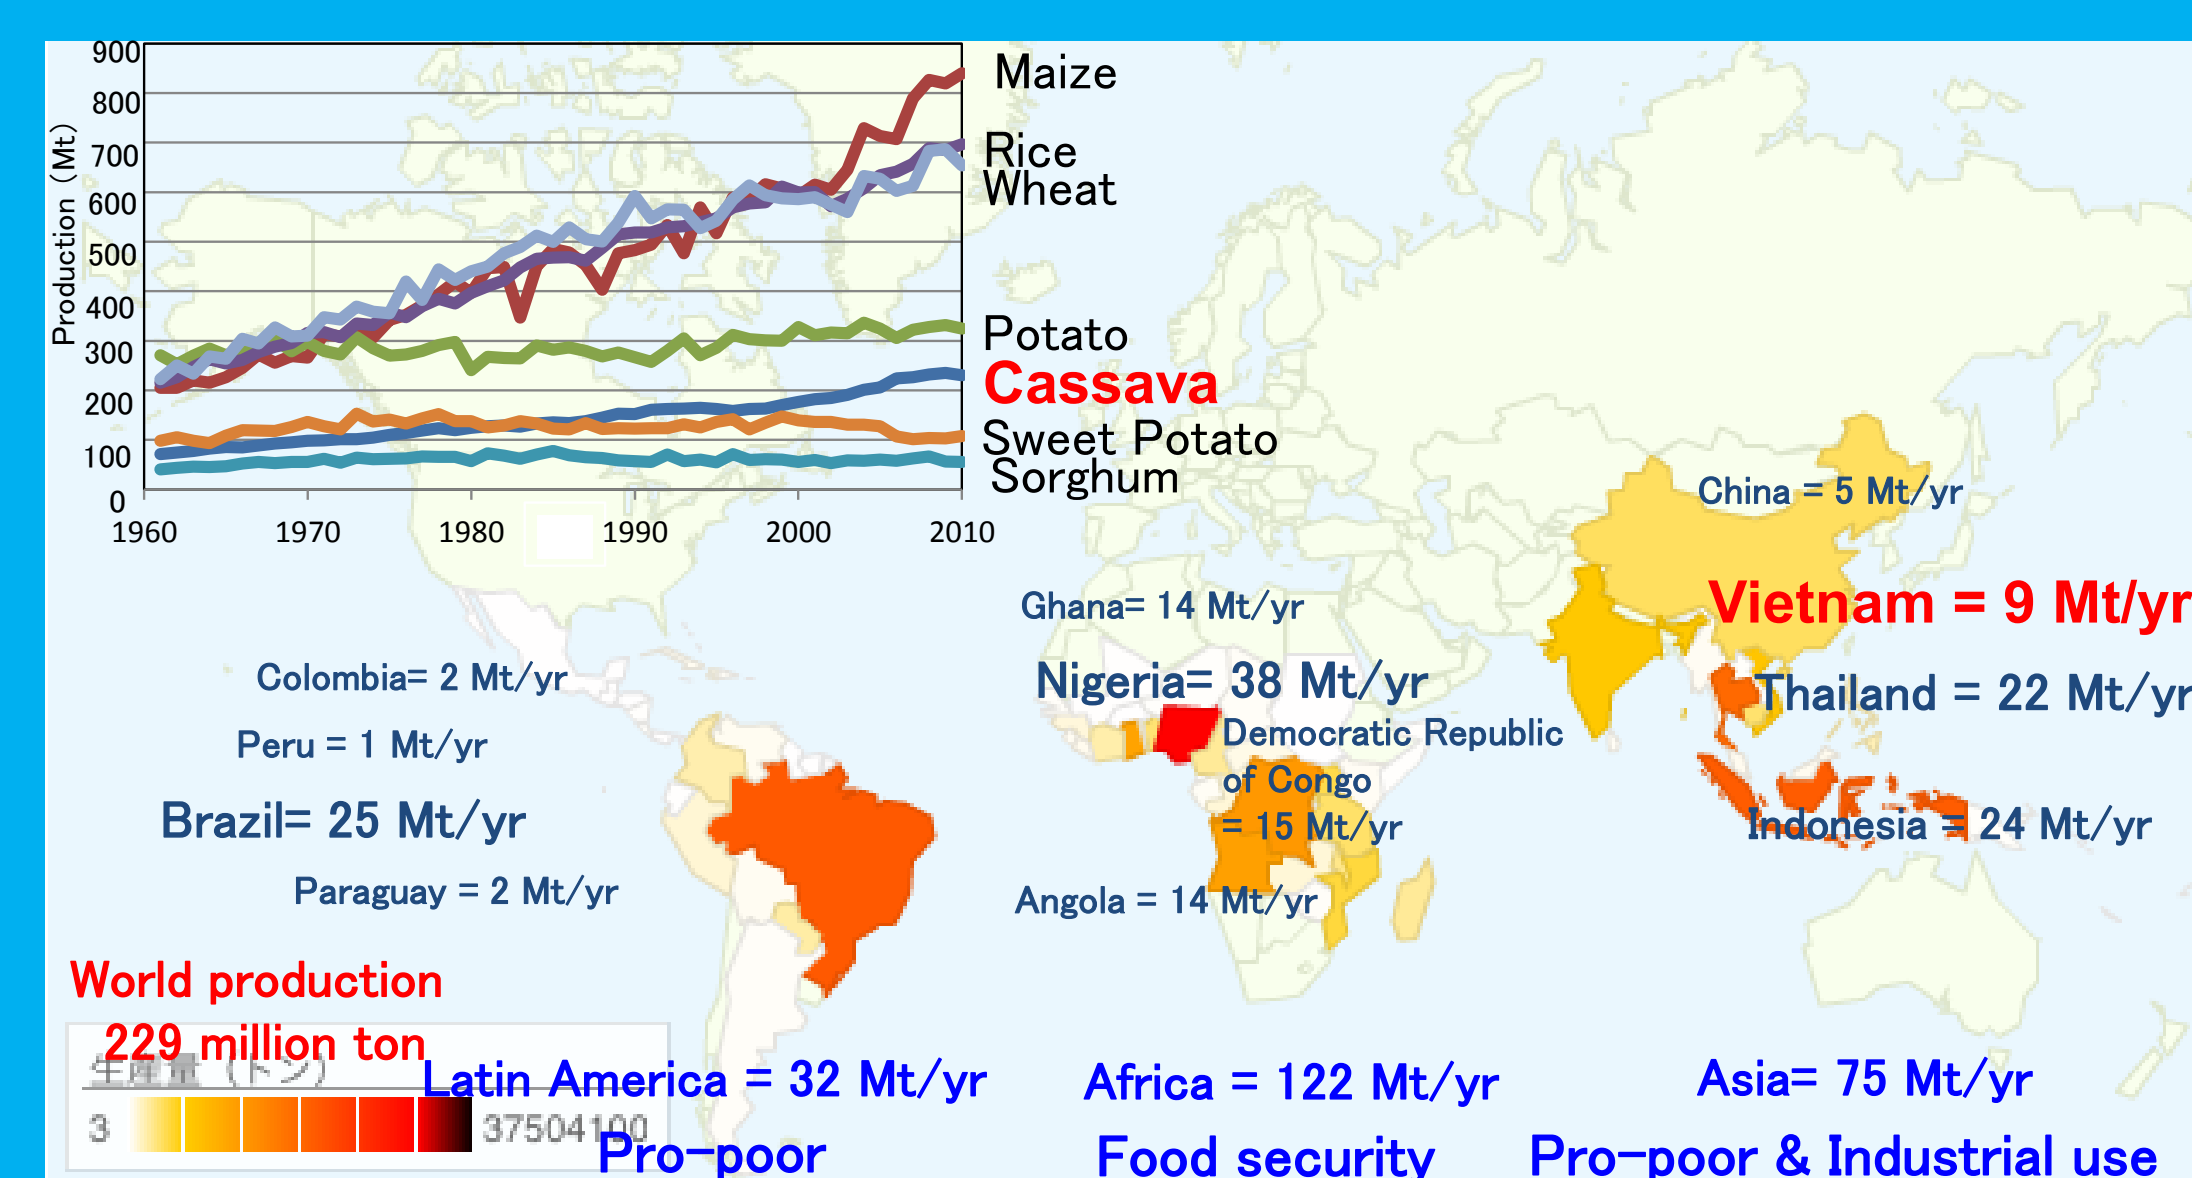 900
800
700
600
500
400
300
200
100
0
Production (Mt)
1960 1970 1980 1990 2000 2010
Maize
Rice
Wheat
Potato
Cassava
Sweet Potato
Sorghum
China = 5 Mt/yr
Vietnam = 9 Mt/yr
Ghana= 14 Mt/yr
Nigeria= 38 Mt/yr
Thailand = 22 Mt/yr
Colombia= 2 Mt/yr
Democratic Republic
of Congo
= 15 Mt/yr
Peru = 1 Mt/yr
Brazil= 25 Mt/yr
Indonesia = 24 Mt/yr
Paraguay = 2 Mt/yr
Angola = 14 Mt/yr
World production
229 million ton
生産量 (トン)
3 37504100
Latin America = 32 Mt/yr
Africa = 122 Mt/yr
Asia= 75 Mt/yr
Pro-poor
Food security
Pro-poor & Industrial use